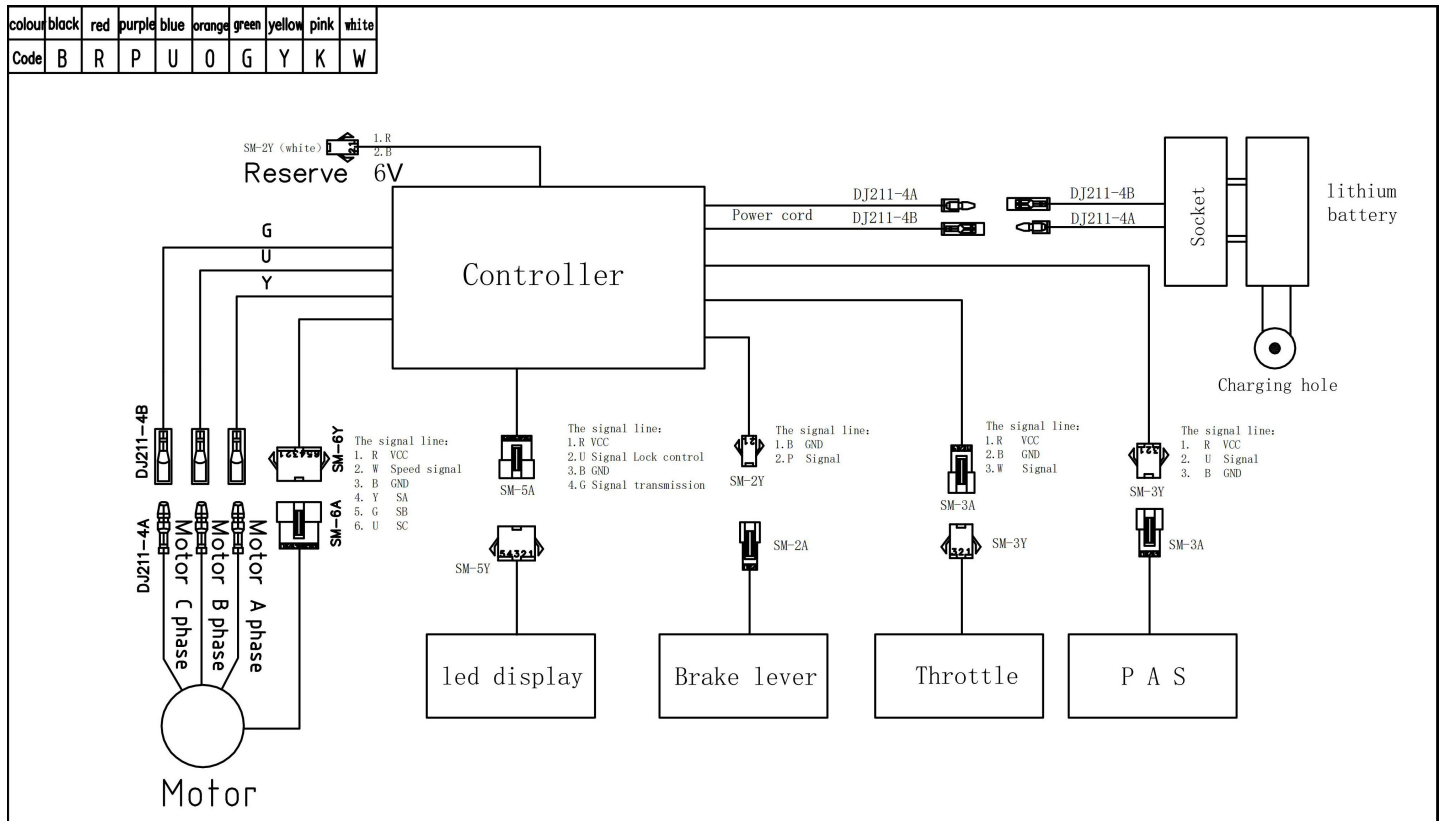 colour black red purple blue orange green yellow pink white
Code B R P U O G Y K W
SM-2Y (white)
2.1
1.R
2.B
Reserve 6V
Controller
G
U
Y
Power cord
DJ211-4A
DJ211-4B
DJ211-4B
DJ211-4A
Socket
lithium
battery
Charging hole
DJ211-4B
DJ211-4A
SM-6Y
SM-6A
The signal line:
1. R VCC
2. W Speed signal
3. B GND
4. Y SA
5. G SB
6. U SC
The signal line:
1.R VCC
2.U Signal Lock control
3.B GND
4.G Signal transmission
SM-5A
54321
SM-5Y
The signal line:
1.B GND
2.P Signal
SM-2Y
SM-2A
The signal line:
1.R VCC
2.B GND
3.W Signal
SM-3A
321
SM-3Y
The signal line:
1. R VCC
2. U Signal
3. B GND
SM-3Y
SM-3A
Motor C phase
Motor B phase
Motor A phase
Motor
led display
Brake lever
Throttle
P A S